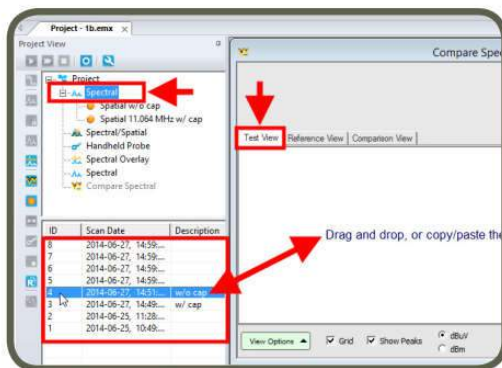 Project - 1b.emx
Project View
Project
Spectral
Spatial w/o cap
Spatial 11.064 MHz w/ cap
Spectral/Spatial
Handheld Probe
Spectral Overlay
Spectral
Compare Spectral
ID Scan Date Description
8 2014-06-27, 14:59:...
7 2014-06-27, 14:59:...
6 2014-06-27, 14:59:...
5 2014-06-27, 14:59:...
4 2014-06-27, 14:51:... w/o cap
3 2014-06-27, 14:49:... w/ cap
2 2014-06-25, 11:28:...
1 2014-06-25, 10:49:...
Compare Spec
Test View Reference View Comparison View
Drag and drop, or copy/paste the
View Options Grid Show Peaks dBuV
dBm